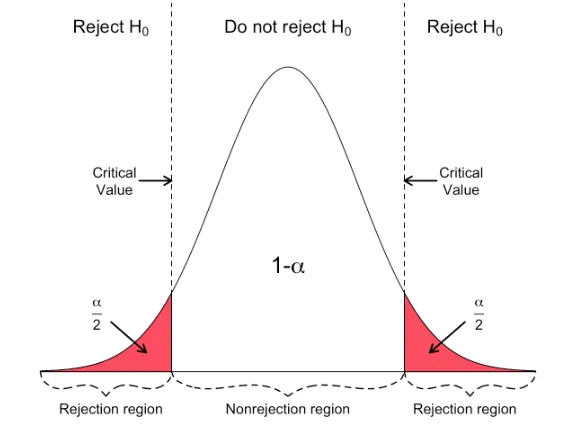 Reject H₀
Do not reject H₀
Reject H₀
Critical
Value
Critical
Value
1-α
α
2
α
2
Rejection region
Nonrejection region
Rejection region